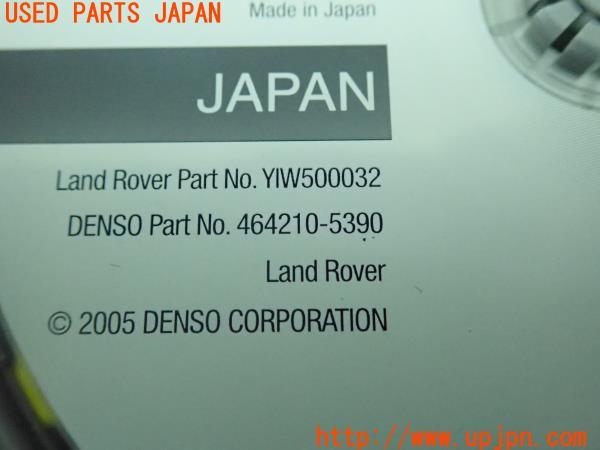 USED PARTS JAPAN
Made in Japan
JAPAN
Land Rover Part No. YIW500032
DENSO Part No. 464210-5390
Land Rover
© 2005 DENSO CORPORATION
http://www.upjpn.com/